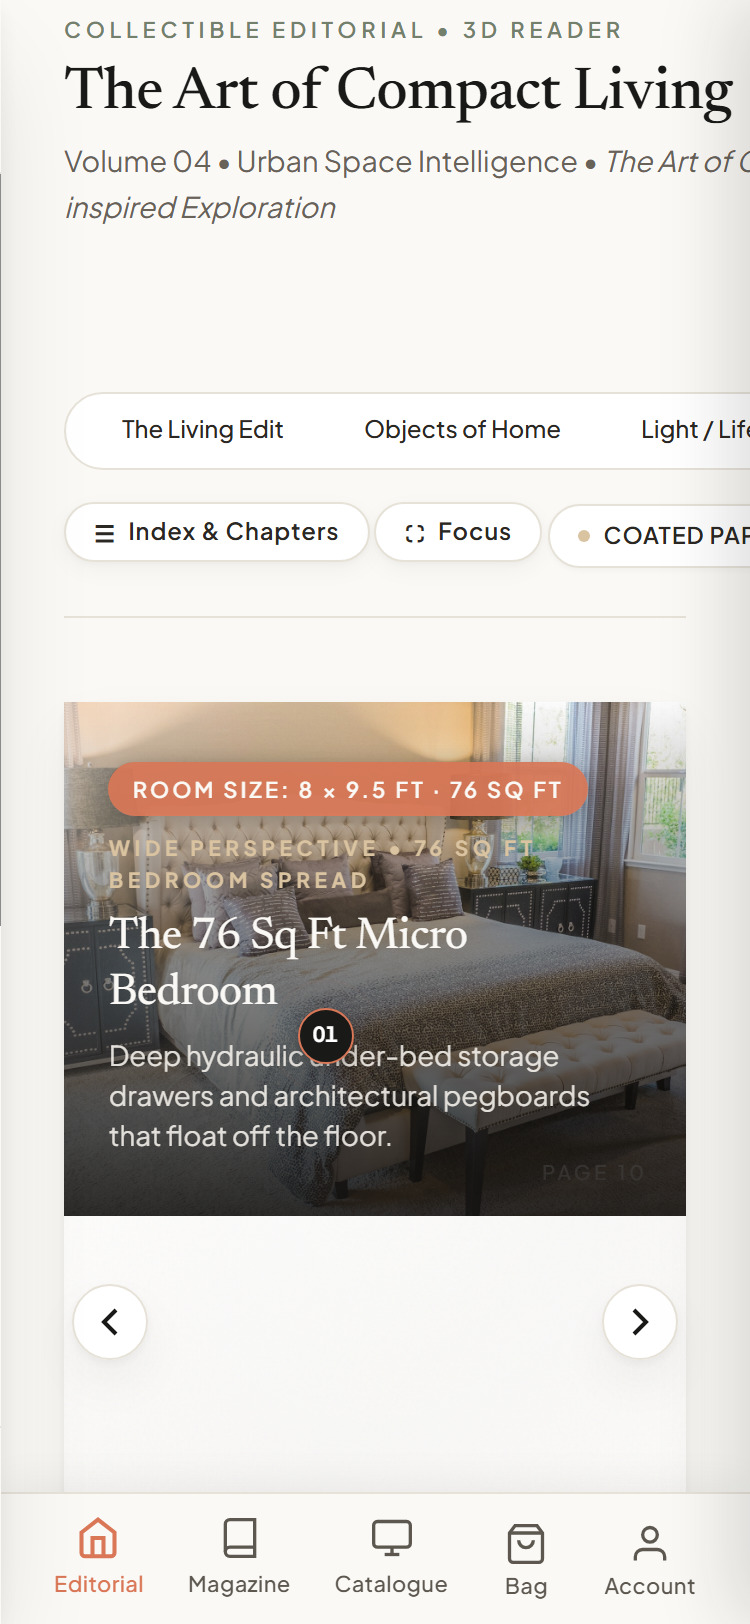 COLLECTIBLE EDITORIAL • 3D READER
The Art of Compact Living
Volume 04 • Urban Space Intelligence • The Art of
inspired Exploration
The Living Edit Objects of Home Light / Life
Index & Chapters Focus COATED PAP
ROOM SIZE: 8 × 9.5 FT · 76 SQ FT
WIDE PERSPECTIVE • 76 SQ FT
BEDROOM SPREAD
The 76 Sq Ft Micro
Bedroom
01
Deep hydraulic under-bed storage
drawers and architectural pegboards
that float off the floor.
PAGE 10
Editorial Magazine Catalogue Bag Account